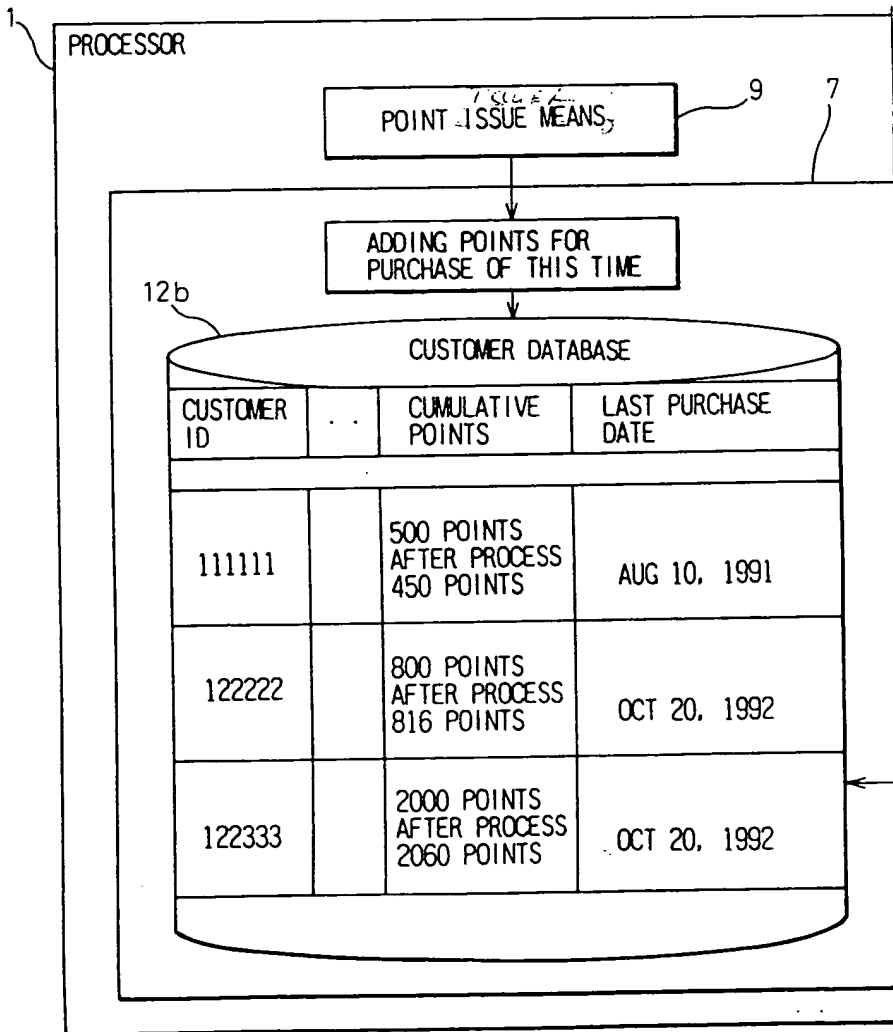 1
PROCESSOR
9
POINT ISSUE MEANS
7
ADDING POINTS FOR
PURCHASE OF THIS TIME
12b
CUSTOMER DATABASE
CUSTOMER
ID
. .
CUMULATIVE
POINTS
LAST PURCHASE
DATE
111111
500 POINTS
AFTER PROCESS
450 POINTS
AUG 10, 1991
122222
800 POINTS
AFTER PROCESS
816 POINTS
OCT 20, 1992
122333
2000 POINTS
AFTER PROCESS
2060 POINTS
OCT 20, 1992